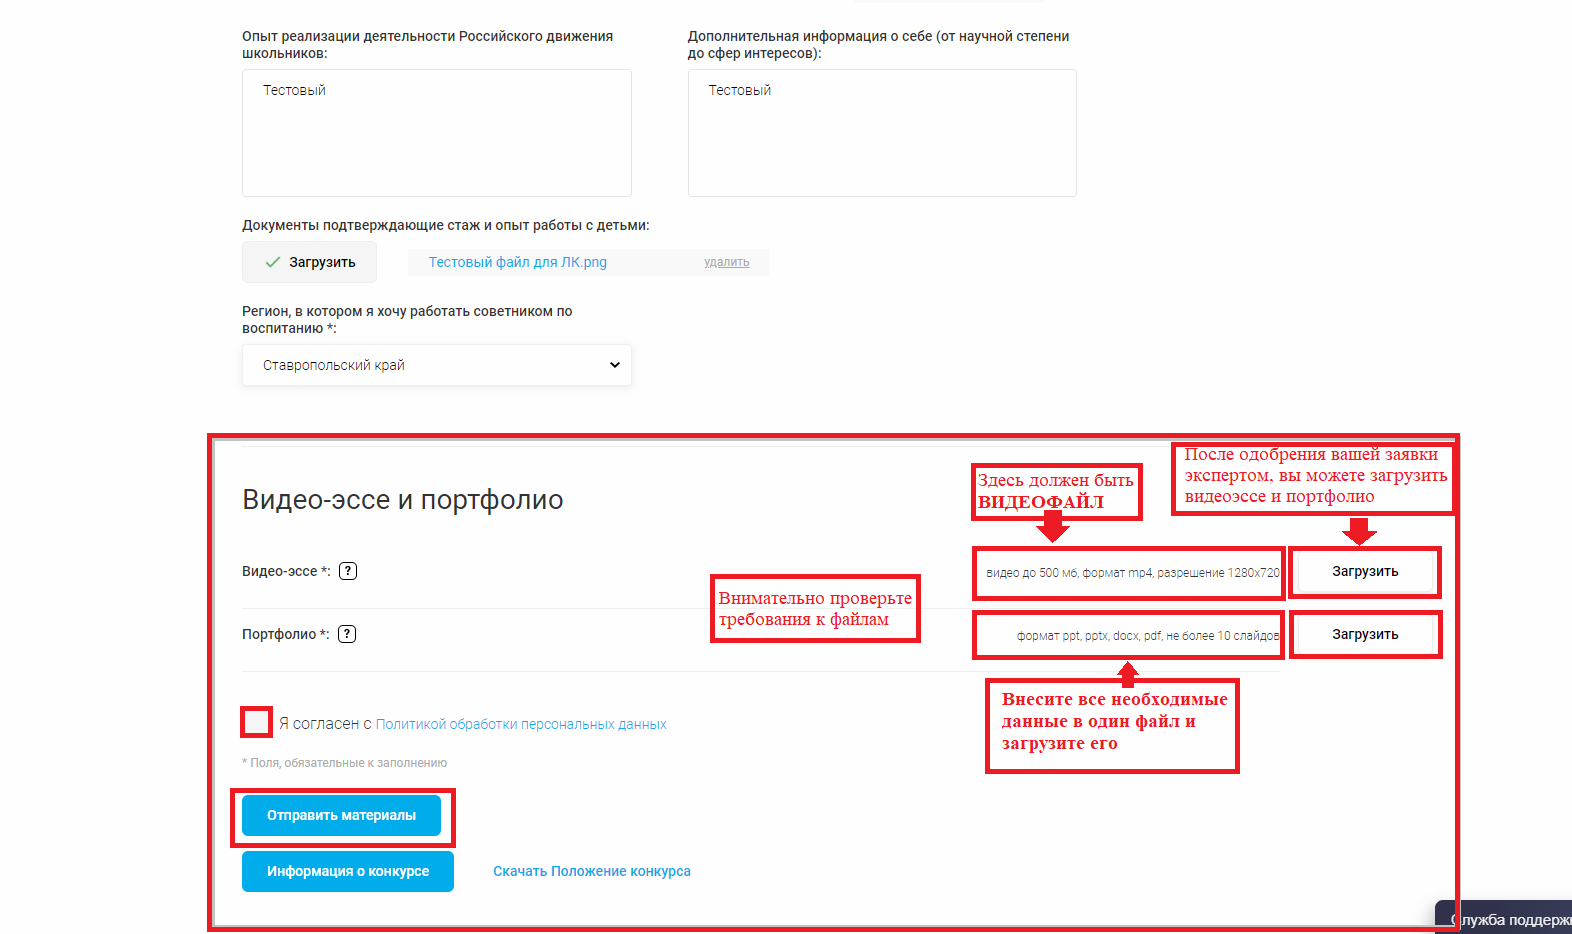 Опыт реализации деятельности Российского движения
школьников:
Дополнительная информация о себе (от научной степени
до сфер интересов):
Тестовый
Тестовый
Документы подтверждающие стаж и опыт работы с детьми:
Загрузить
Тестовый файл для ЛК.png
удалить
Регион, в котором я хочу работать советником по
воспитанию *:
Ставропольский край
Видео-эссе и портфолио
Здесь должен быть
ВИДЕОФАЙЛ
После одобрения вашей заявки
экспертом, вы можете загрузить
видеоэссе и портфолио
Видео-эссе *: ?
видео до 500 мб, формат mp4, разрешение 1280x720
Загрузить
Внимательно проверьте
требования к файлам
Портфолио *: ?
формат ppt, pptx, docx, pdf, не более 10 слайдов
Загрузить
Внесите все необходимые
данные в один файл и
загрузите его
Я согласен с Политикой обработки персональных данных
* Поля, обязательные к заполнению
Отправить материалы
Информация о конкурсе
Скачать Положение конкурса
Служба поддержк